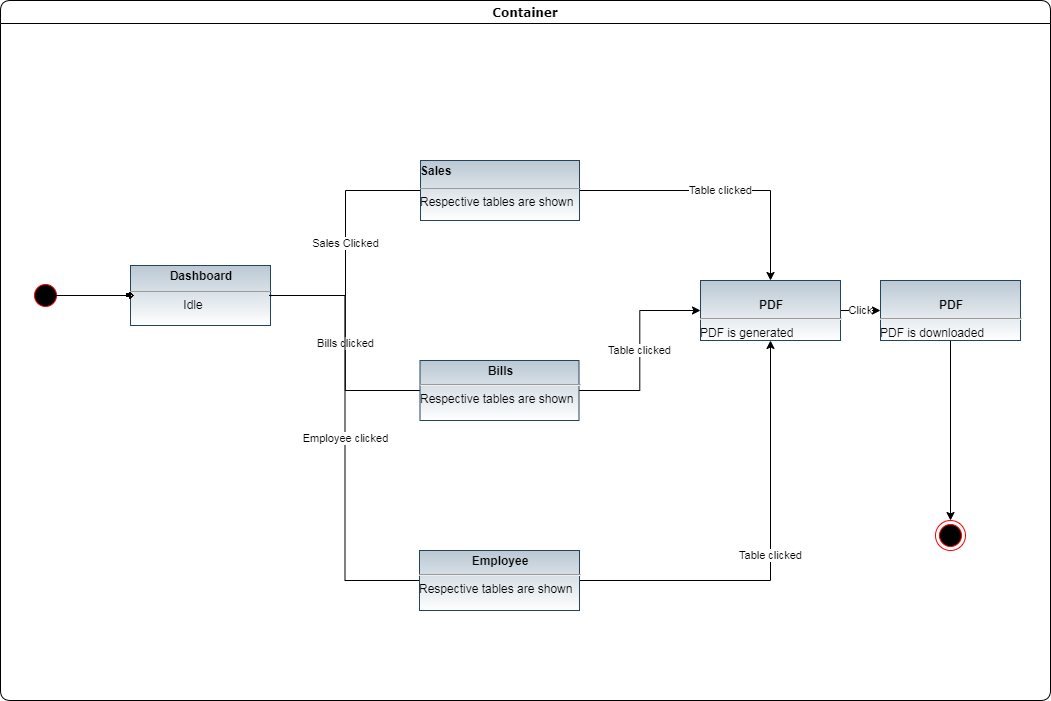 Container
Sales
Respective tables are shown
Table clicked
Sales Clicked
Dashboard
Idle
PDF
PDF is generated
Click
PDF
PDF is downloaded
Bills clicked
Table clicked
Bills
Respective tables are shown
Employee clicked
Table clicked
Employee
Respective tables are shown